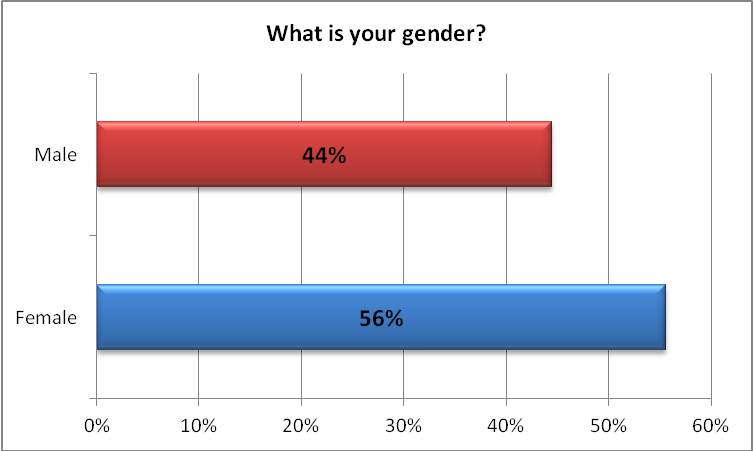 What is your gender?
Male
44%
Female
56%
0% 10% 20% 30% 40% 50% 60%